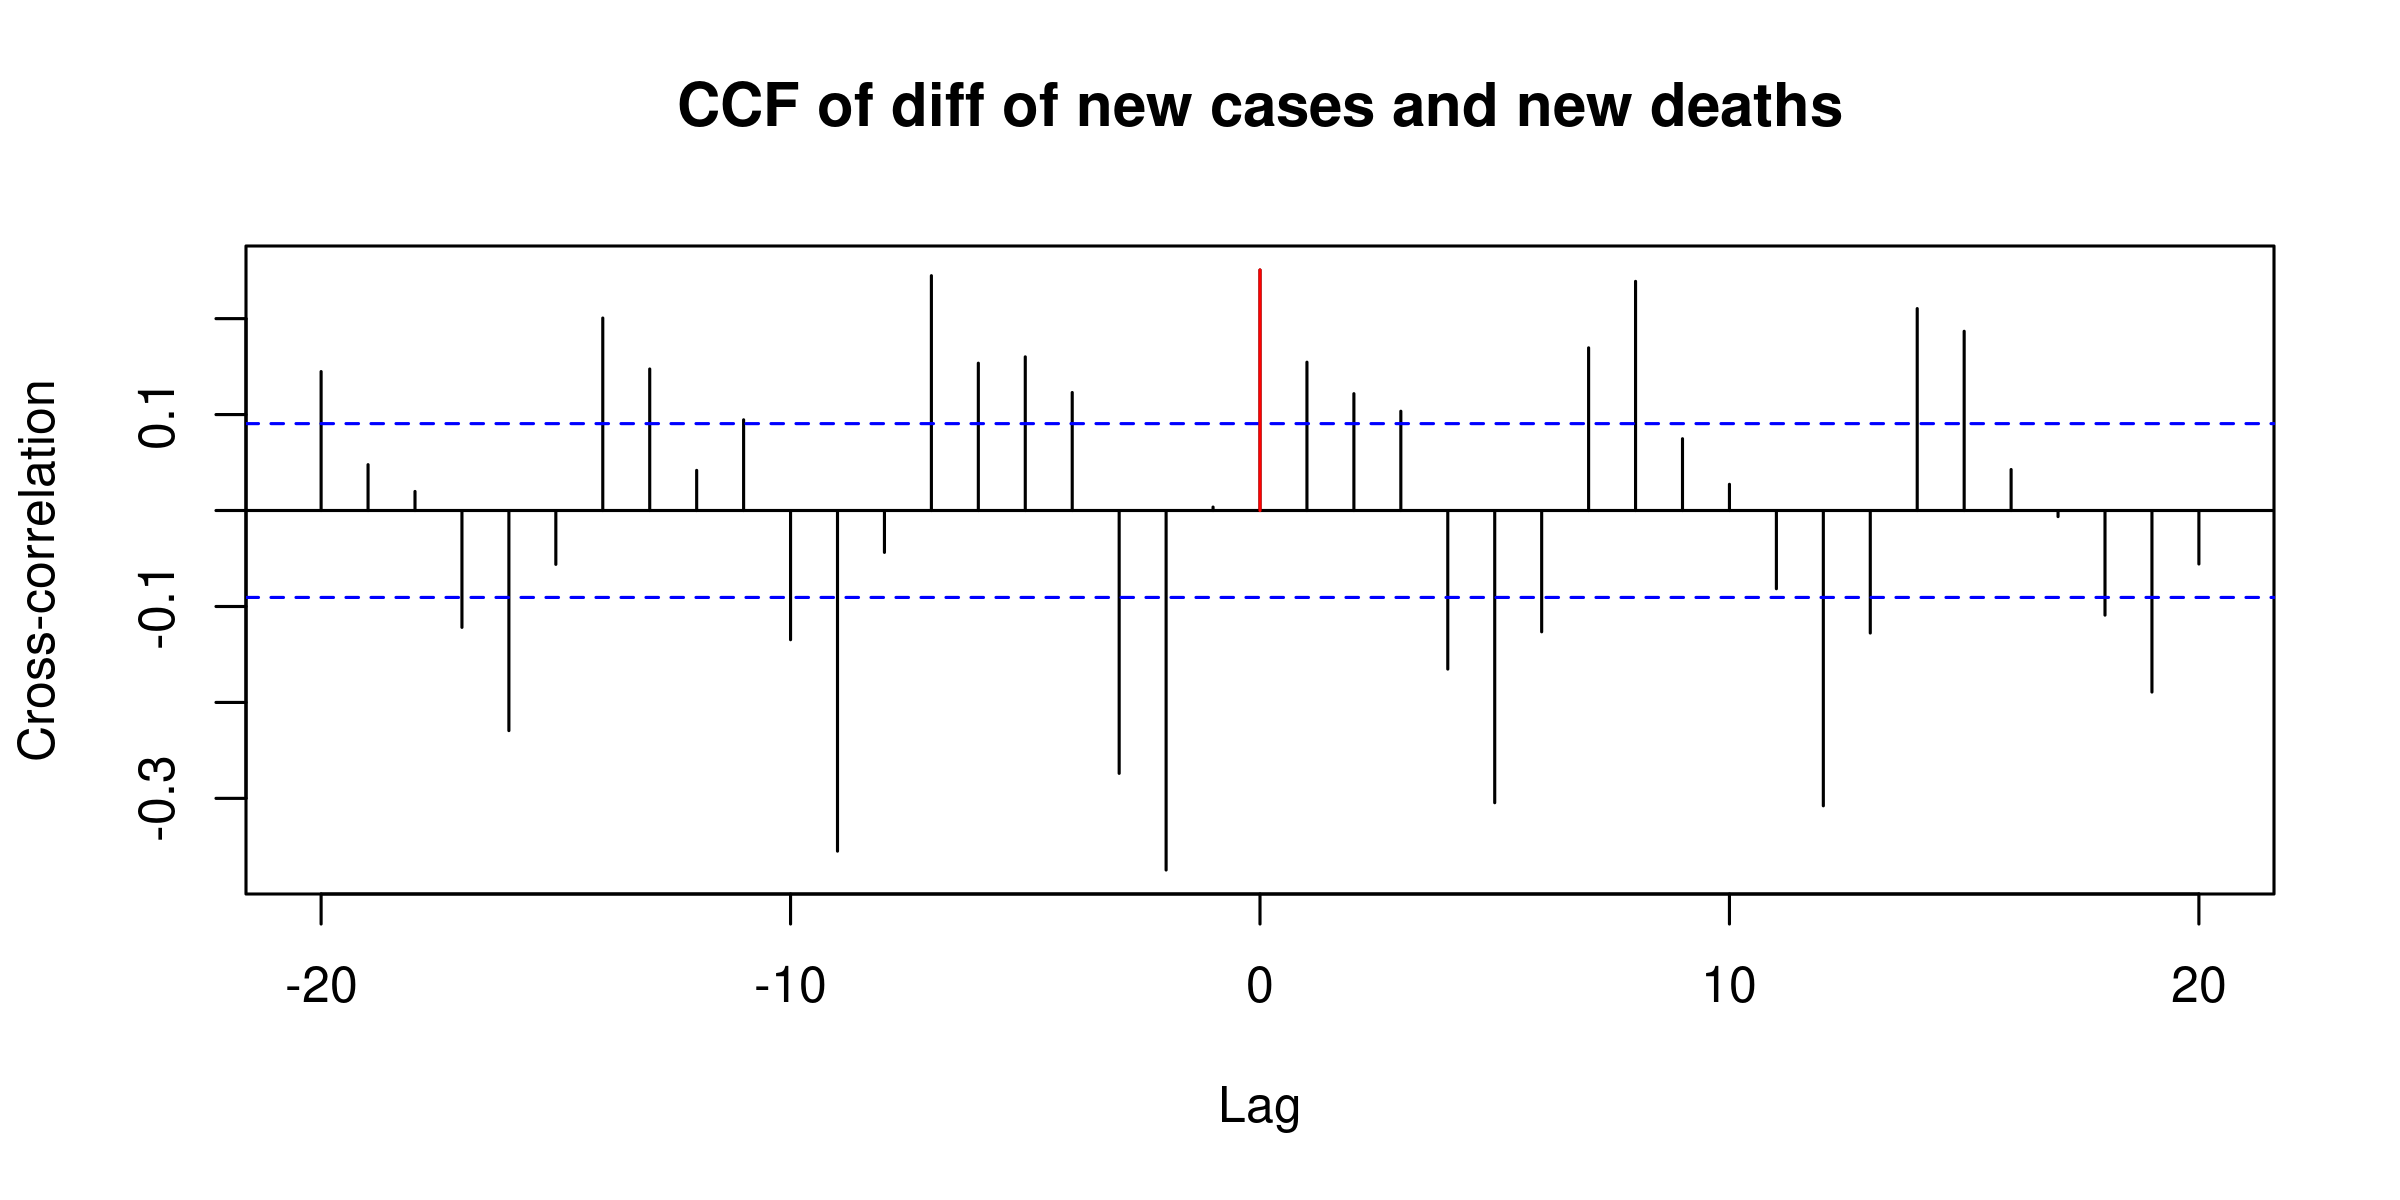 CCF of diff of new cases and new deaths
Cross-correlation
0.1
-0.1
-0.3
-20 -10 0 10 20
Lag